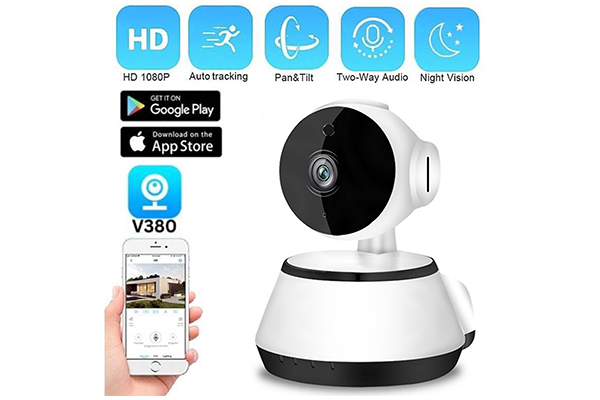 HD
HD 1080P
Auto tracking
Pan&Tilt
Two-Way Audio
Night Vision
GET IT ON
Google Play
Download on the
App Store
V380